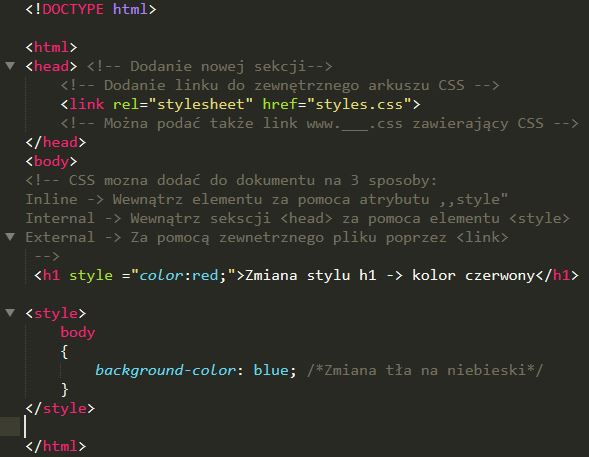 <!DOCTYPE html>
<html>
<head> <!-- Dodanie nowej sekcji-->
<!-- Dodanie linku do zewnętrznego arkuszu CSS -->
<link rel="stylesheet" href="styles.css">
<!-- Można podać także link www.___.css zawierający CSS -->
</head>
<body>
<!-- CSS mozna dodać do dokumentu na 3 sposoby:
Inline -> Wewnątrz elementu za pomoca atrybutu ,,style"
Internal -> Wewnątrz sekscji <head> za pomoca elementu <style>
External -> Za pomocą zewnetrznego pliku poprzez <link>
-->
<h1 style ="color:red;">Zmiana stylu h1 -> kolor czerwony</h1>
<style>
body
{
background-color: blue; /*Zmiana tła na niebieski*/
}
</style>
</html>